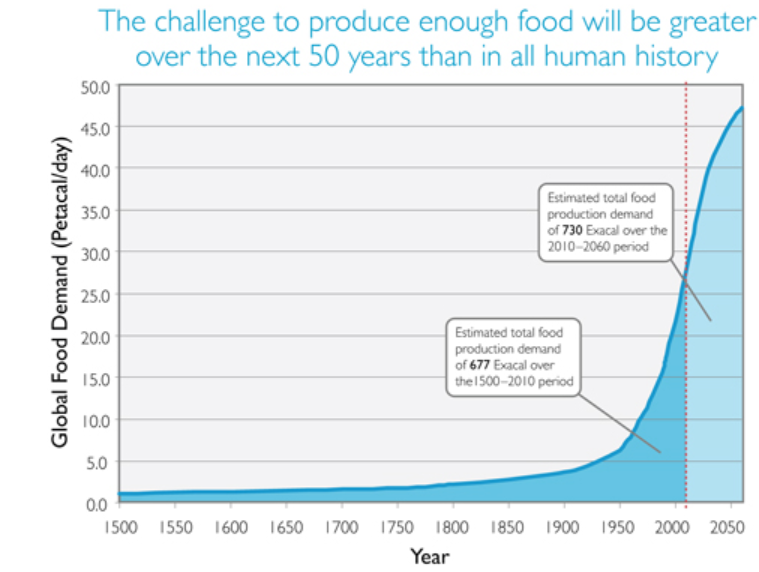 The challenge to produce enough food will be greater
over the next 50 years than in all human history
Global Food Demand (Petacal/day)
50.0
45.0
40.0
35.0
30.0
25.0
20.0
15.0
10.0
5.0
0.0
Estimated total food
production demand
of 730 Exacal over the
2010–2060 period
Estimated total food
production demand
of 677 Exacal over
the1500–2010 period
1500 1550 1600 1650 1700 1750 1800 1850 1900 1950 2000 2050
Year